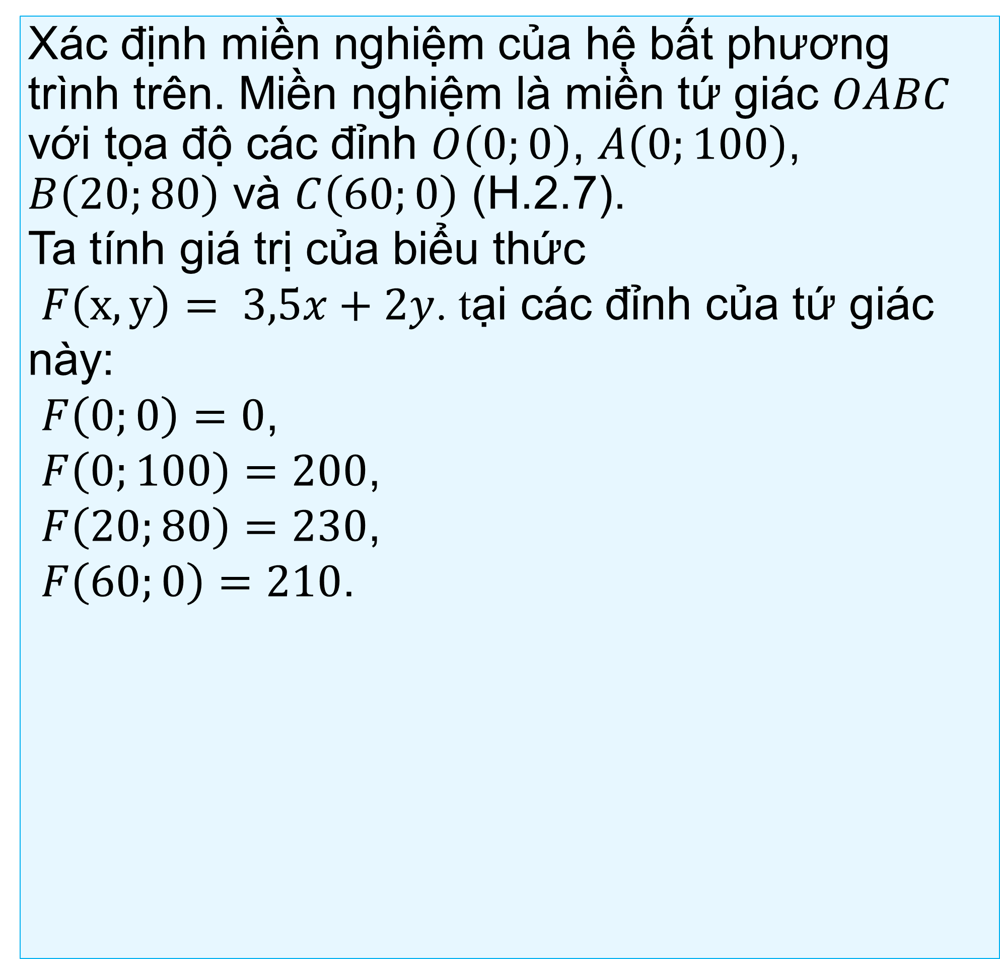 Xác định miền nghiệm của hệ bất phương
trình trên. Miền nghiệm là miền tứ giác OABC
với tọa độ các đỉnh O(0; 0), A(0; 100),
B(20; 80) và C(60; 0) (H.2.7).
Ta tính giá trị của biểu thức
F(x, y) = 3,5x + 2y. tại các đỉnh của tứ giác
này:
F(0; 0) = 0,
F(0; 100) = 200,
F(20; 80) = 230,
F(60; 0) = 210.